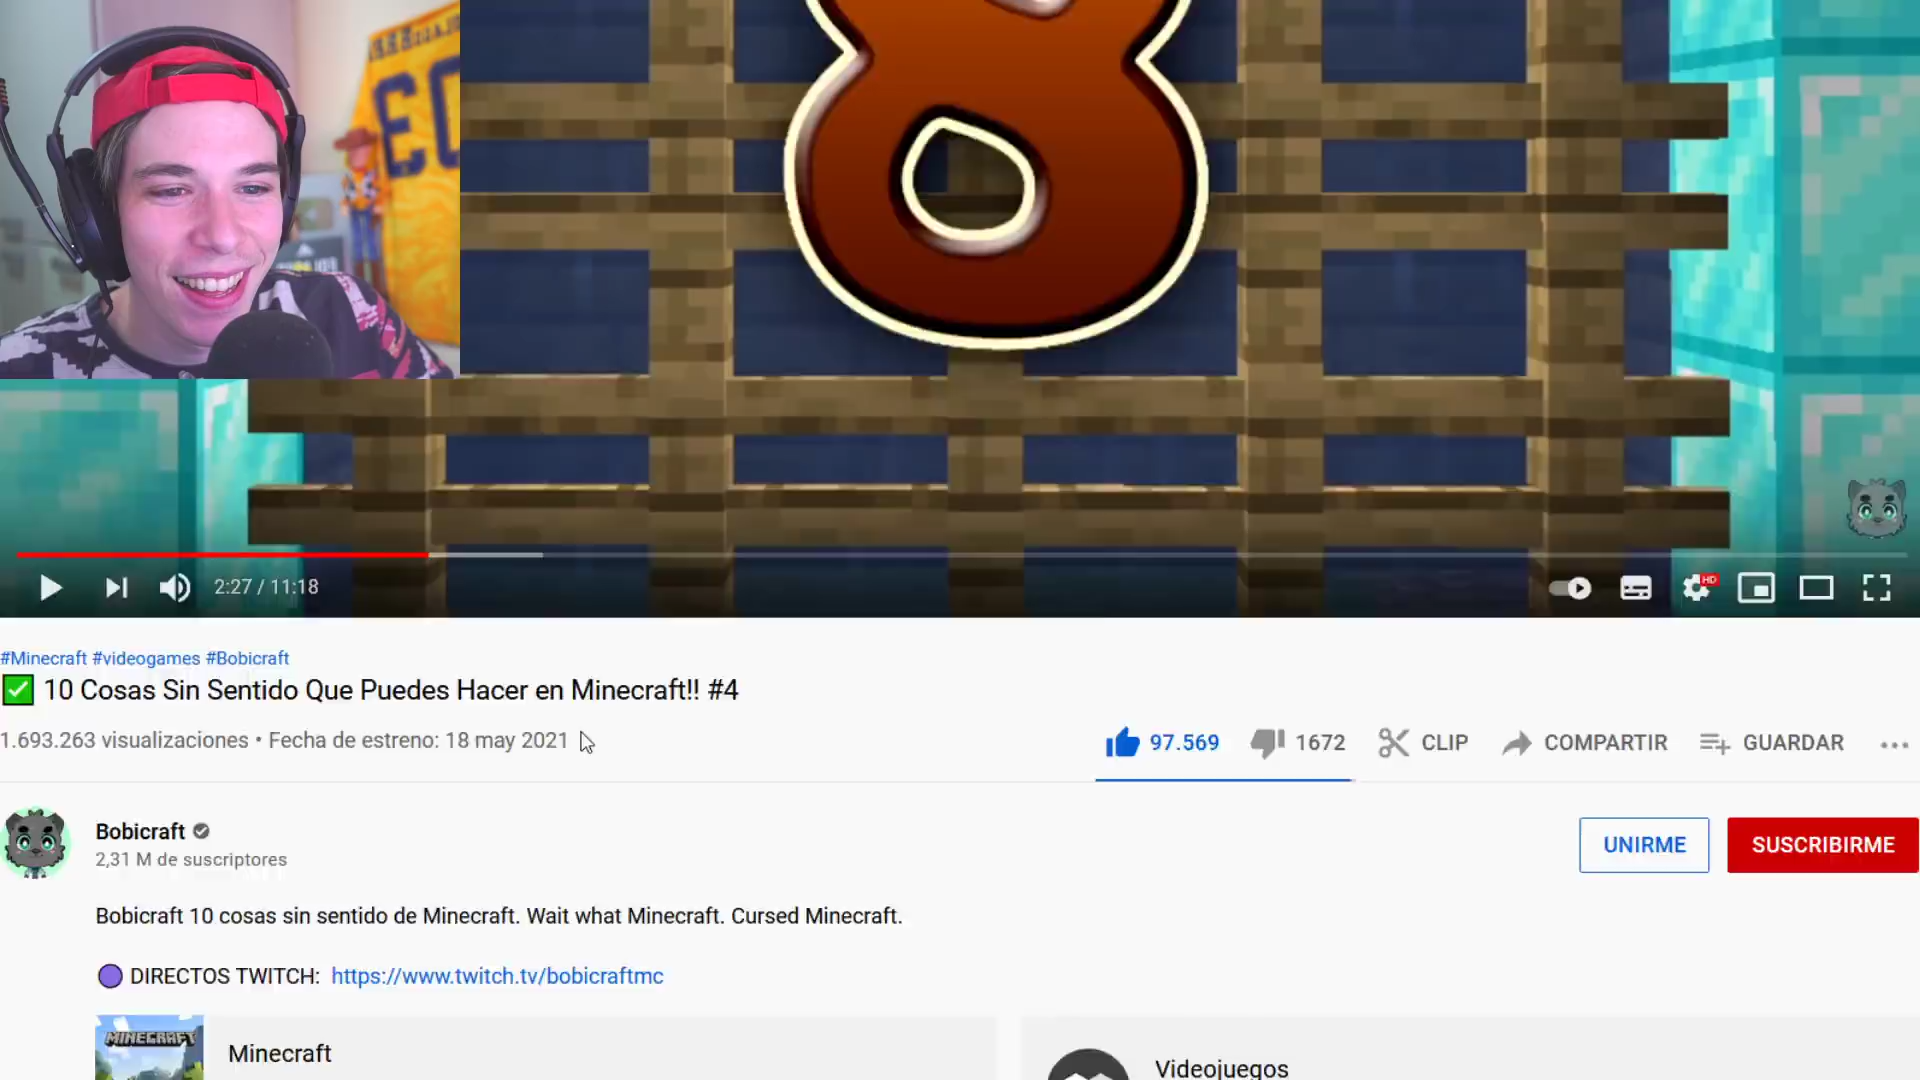 8
2:27 / 11:18
HD
#Minecraft #videogames #Bobicraft
✅ 10 Cosas Sin Sentido Que Puedes Hacer en Minecraft!! #4
1.693.263 visualizaciones • Fecha de estreno: 18 may 2021
97.569
1672
CLIP
COMPARTIR
GUARDAR
Bobicraft
2,31 M de suscriptores
UNIRME
SUSCRIBIRME
Bobicraft 10 cosas sin sentido de Minecraft. Wait what Minecraft. Cursed Minecraft.
DIRECTOS TWITCH: https://www.twitch.tv/bobicraftmc
MINECRAFT
Minecraft
Videojuegos